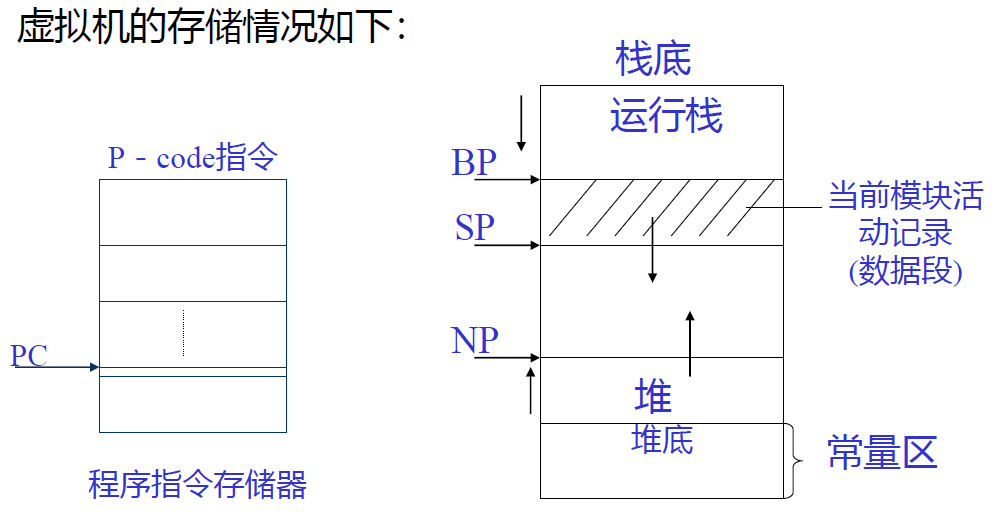 虚拟机的存储情况如下：
P - code指令
PC
程序指令存储器
栈底
运行栈
BP
SP
当前模块活
动记录
(数据段)
NP
堆
堆底
常量区